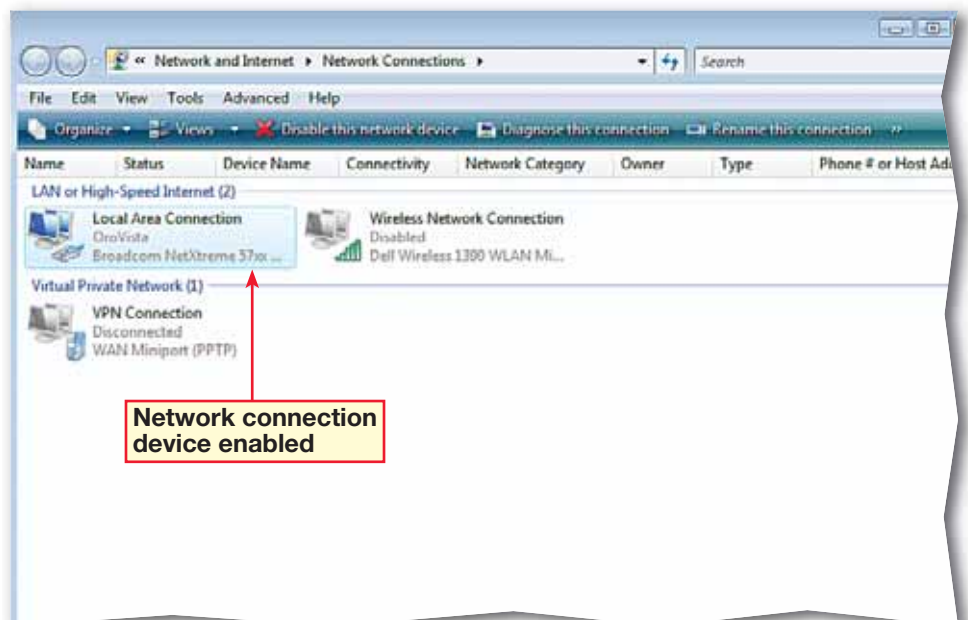 « Network and Internet ▸ Network Connections ▸ Search
File Edit View Tools Advanced Help
Organize Views Disable this network device Diagnose this connection Rename this connection »
Name Status Device Name Connectivity Network Category Owner Type Phone # or Host
LAN or High-Speed Internet (2)
Local Area Connection
OroVista
Broadcom NetXtreme 57xx ...
Wireless Network Connection
Disabled
Dell Wireless 1390 WLAN Mi...
Virtual Private Network (1)
VPN Connection
Disconnected
WAN Miniport (PPTP)
Network connection
device enabled